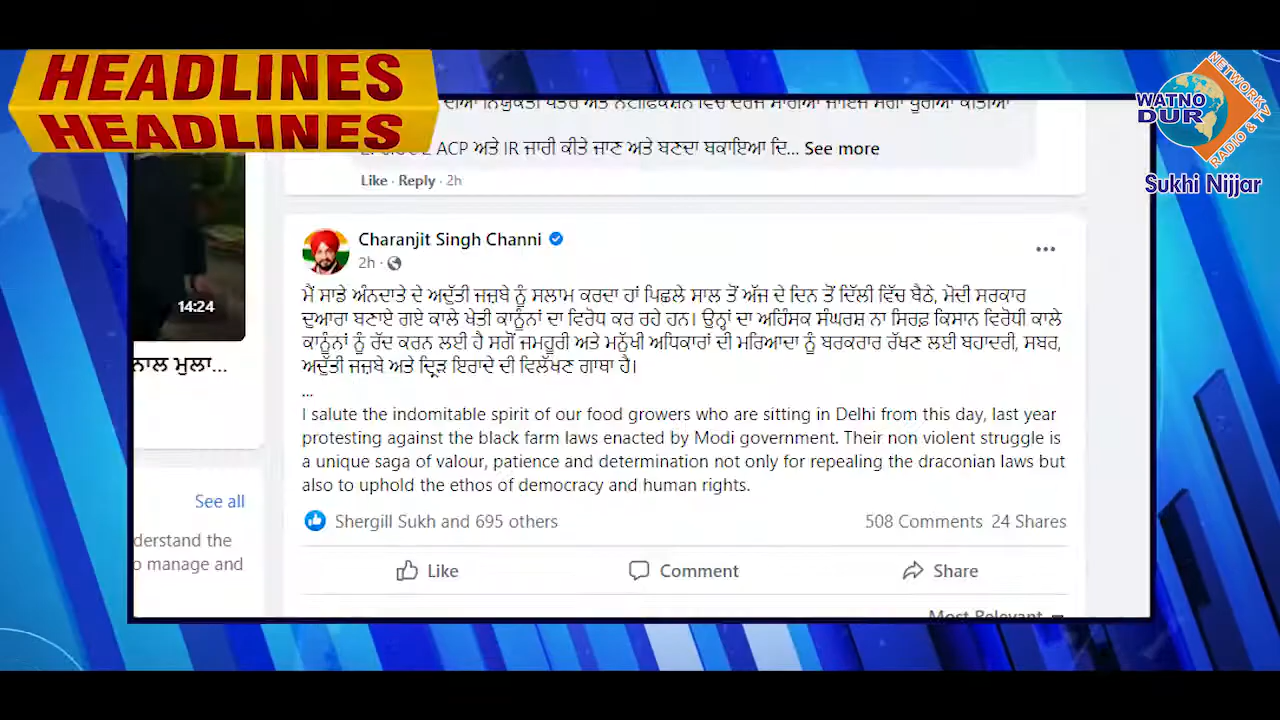 HEADLINES
HEADLINES
WATNO
DUR
NETWORK
RADIO & TV
Sukhi Nijjar
ACP ਅਤੇ IR ਜਾਰੀ ਕੀਤੇ ਜਾਣ ਅਤੇ ਬਣਦਾ ਬਕਾਇਆ ਦਿ... See more
Like · Reply · 2h
Charanjit Singh Channi
2h ·
14:24
ਨਾਲ ਮੁਲਾ...
ਮੈਂ ਸਾਡੇ ਅੰਨਦਾਤੇ ਦੇ ਅਦੁੱਤੀ ਜਜ਼ਬੇ ਨੂੰ ਸਲਾਮ ਕਰਦਾ ਹਾਂ ਪਿਛਲੇ ਸਾਲ ਤੋਂ ਅੱਜ ਦੇ ਦਿਨ ਤੋਂ ਦਿੱਲੀ ਵਿੱਚ ਬੈਠੇ, ਮੋਦੀ ਸਰਕਾਰ
ਦੁਆਰਾ ਬਣਾਏ ਗਏ ਕਾਲੇ ਖੇਤੀ ਕਾਨੂੰਨਾਂ ਦਾ ਵਿਰੋਧ ਕਰ ਰਹੇ ਹਨ। ਉਨ੍ਹਾਂ ਦਾ ਅਹਿੰਸਕ ਸੰਘਰਸ਼ ਨਾ ਸਿਰਫ਼ ਕਿਸਾਨ ਵਿਰੋਧੀ ਕਾਲੇ
ਕਾਨੂੰਨਾਂ ਨੂੰ ਰੱਦ ਕਰਨ ਲਈ ਹੈ ਸਗੋਂ ਜਮਹੂਰੀ ਅਤੇ ਮਨੁੱਖੀ ਅਧਿਕਾਰਾਂ ਦੀ ਮਰਿਆਦਾ ਨੂੰ ਬਰਕਰਾਰ ਰੱਖਣ ਲਈ ਬਹਾਦਰੀ, ਸਬਰ,
ਅਦੁੱਤੀ ਜਜ਼ਬੇ ਅਤੇ ਦ੍ਰਿੜ ਇਰਾਦੇ ਦੀ ਵਿਲੱਖਣ ਗਾਥਾ ਹੈ।
...
I salute the indomitable spirit of our food growers who are sitting in Delhi from this day, last year
protesting against the black farm laws enacted by Modi government. Their non violent struggle is
a unique saga of valour, patience and determination not only for repealing the draconian laws but
also to uphold the ethos of democracy and human rights.
See all
derstand the
o manage and
Shergill Sukh and 695 others 508 Comments 24 Shares
Like Comment Share
Most Relevant